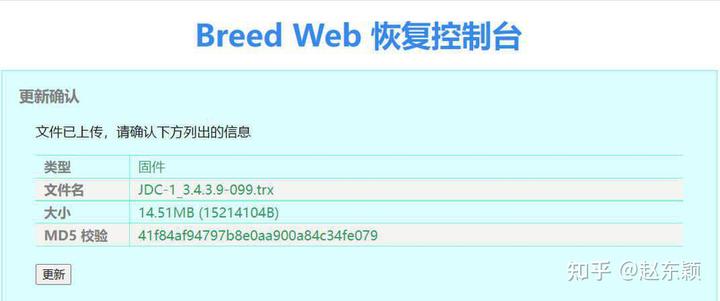 Breed Web 恢复控制台
更新确认
文件已上传，请确认下方列出的信息
类型 固件
文件名 JDC-1_3.4.3.9-099.trx
大小 14.51MB (15214104B)
MD5 校验 41f84af94797b8e0aa900a84c34fe079
更新
知乎 @赵东颖